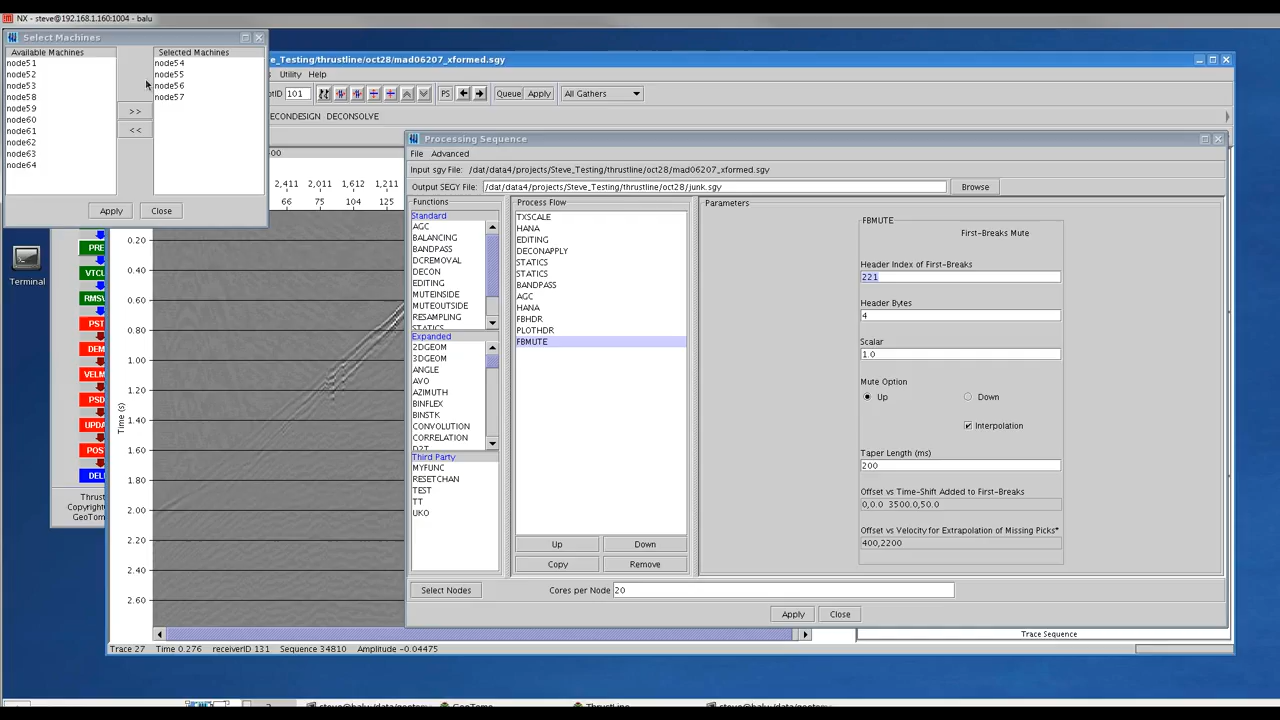 NX - steve@192.168.1.160:1004 - balu
Select Machines
Available Machines
node51
node52
node53
node58
node59
node60
node61
node62
node63
node64
>>
<<
Selected Machines
node54
node55
node56
node57
Apply
Close
e_Testing/thrustline/oct28/mad06207_xformed.sgy
Utility
Help
ptID
101
PS
Queue
Apply
All Gathers
ECONDESIGN
DECONSOLVE
-00
2,411
2,011
1,612
1,211
66
75
104
125
0.20
0.40
0.60
0.80
1.00
1.20
1.40
1.60
1.80
2.00
2.20
2.40
2.60
Time (s)
Terminal
PRE
VTCL
RMSV
PST
DEM
VELM
PSD
UPDA
POS
DEL
Thrust
Copyright
GeoTom
Processing Sequence
File
Advanced
Input sgy File: /dat/data4/projects/Steve_Testing/thrustline/oct28/mad06207_xformed.sgy
Output SEGY File: /dat/data4/projects/Steve_Testing/thrustline/oct28/junk.sgy
Browse
Functions
Standard
AGC
BALANCING
BANDPASS
DCREMOVAL
DECON
EDITING
MUTEINSIDE
MUTEOUTSIDE
RESAMPLING
STATICS
Expanded
2DGEOM
3DGEOM
ANGLE
AVO
AZIMUTH
BINFLEX
BINSTK
CONVOLUTION
CORRELATION
D2T
Third Party
MYFUNC
RESETCHAN
TEST
TT
UKO
Process Flow
TXSCALE
HANA
EDITING
DECONAPPLY
STATICS
STATICS
BANDPASS
AGC
HANA
FBHDR
PLOTHDR
FBMUTE
Up
Down
Copy
Remove
Parameters
FBMUTE
First-Breaks Mute
Header Index of First-Breaks
221
Header Bytes
4
Scalar
1.0
Mute Option
Up
Down
Interpolation
Taper Length (ms)
200
Offset vs Time-Shift Added to First-Breaks
0,0.0 3500.0,50.0
Offset vs Velocity for Extrapolation of Missing Picks*
400,2200
Select Nodes
Cores per Node
20
Apply
Close
Trace Sequence
Trace 27 Time 0.276 receiverID 131 Sequence 34810 Amplitude -0.04475